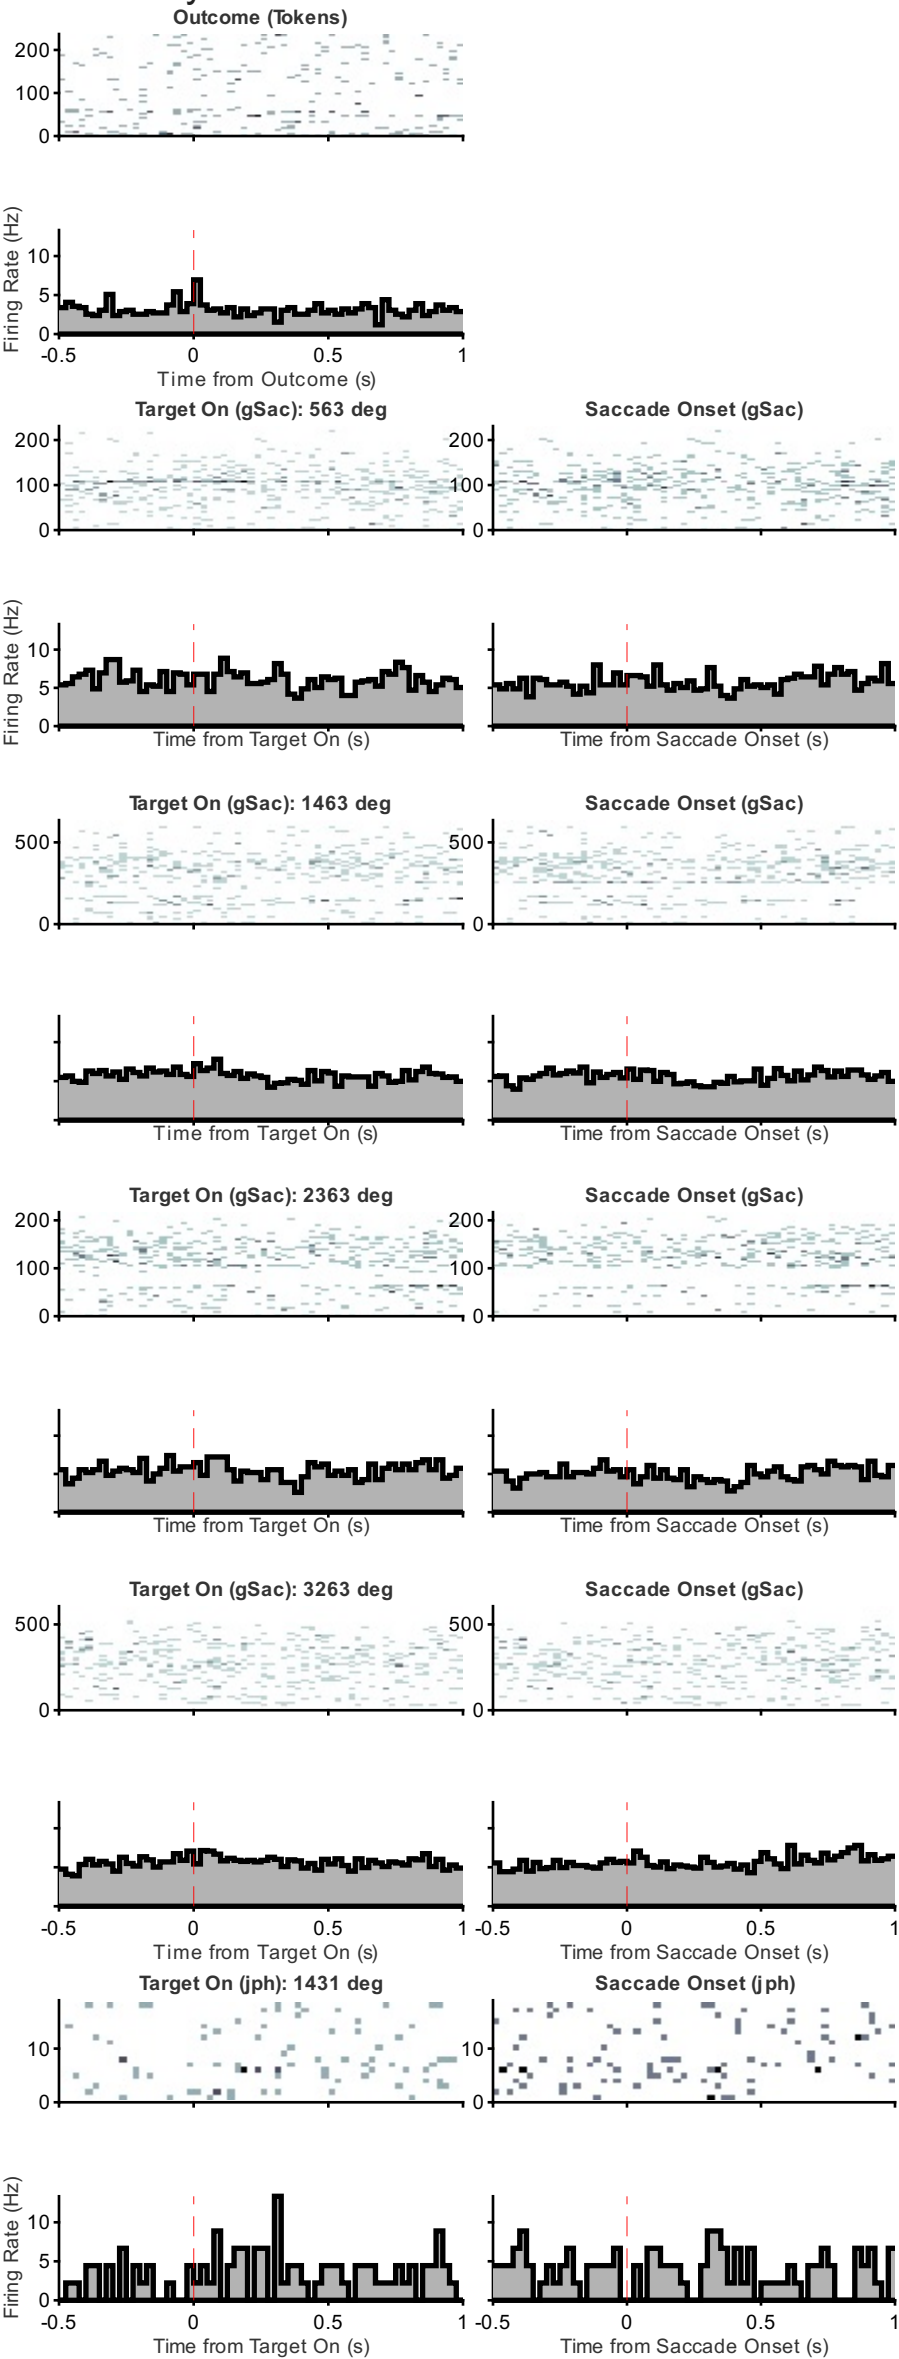 Outcome (Tokens)
200
100
0
Firing Rate (Hz)
10
5
0
-0.5 0 0.5 1
Time from Outcome (s)
Target On (gSac): 563 deg Saccade Onset (gSac)
200 200
100 100
0 0
Firing Rate (Hz)
10
5
0
Time from Target On (s) Time from Saccade Onset (s)
Target On (gSac): 1463 deg Saccade Onset (gSac)
500 500
0 0
Time from Target On (s) Time from Saccade Onset (s)
Target On (gSac): 2363 deg Saccade Onset (gSac)
200 200
100 100
0 0
Time from Target On (s) Time from Saccade Onset (s)
Target On (gSac): 3263 deg Saccade Onset (gSac)
500 500
0 0
-0.5 0 0.5 1 -0.5 0 0.5 1
Time from Target On (s) Time from Saccade Onset (s)
Target On (jph): 1431 deg Saccade Onset (jph)
10 10
0 0
Firing Rate (Hz)
10
5
0
-0.5 0 0.5 1 -0.5 0 0.5 1
Time from Target On (s) Time from Saccade Onset (s)